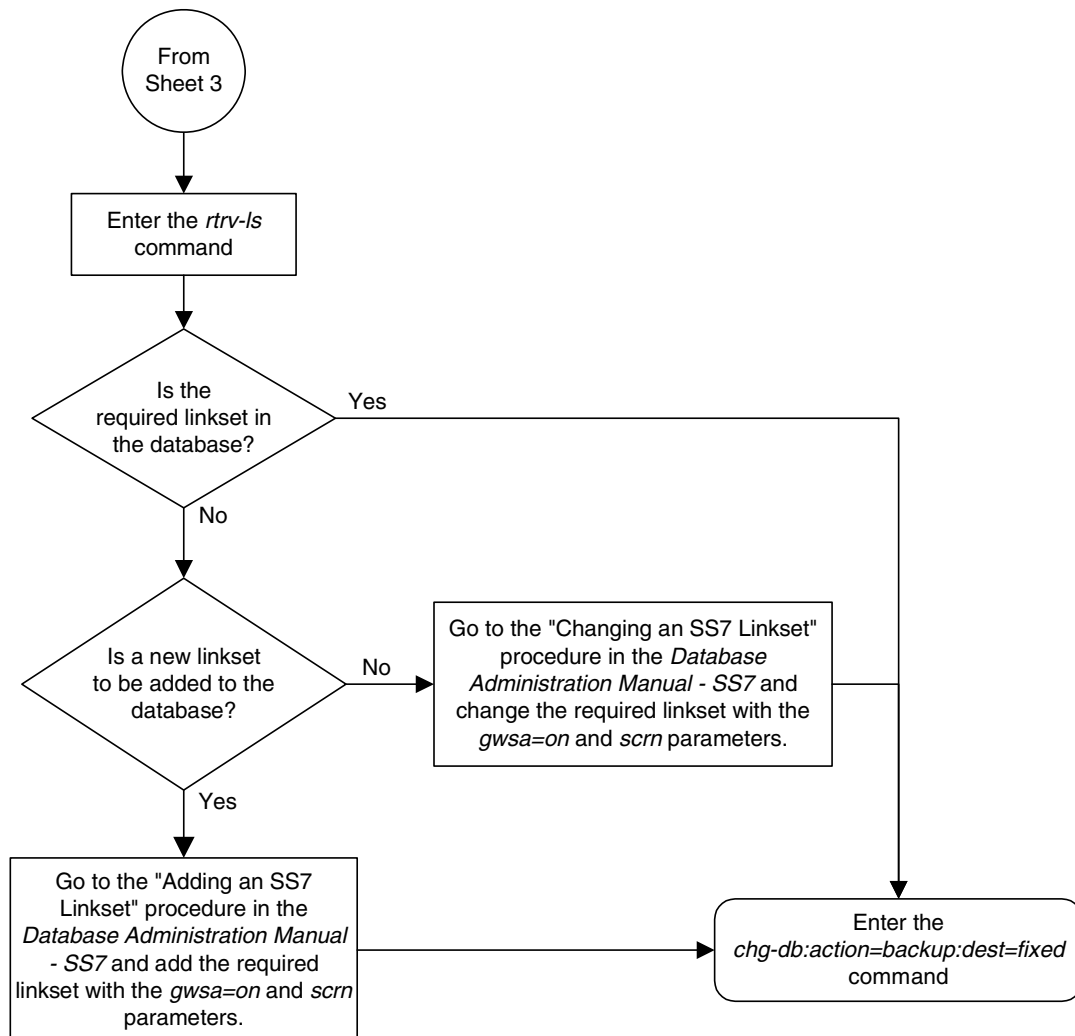 From
Sheet 3
Enter the rtrv-ls
command
Is the
required linkset in
the database?
Yes
No
Is a new linkset
to be added to the
database?
No
Go to the "Changing an SS7 Linkset"
procedure in the Database
Administration Manual - SS7 and
change the required linkset with the
gwsa=on and scrn parameters.
Yes
Go to the "Adding an SS7
Linkset" procedure in the
Database Administration Manual
- SS7 and add the required
linkset with the gwsa=on and scrn
parameters.
Enter the
chg-db:action=backup:dest=fixed
command